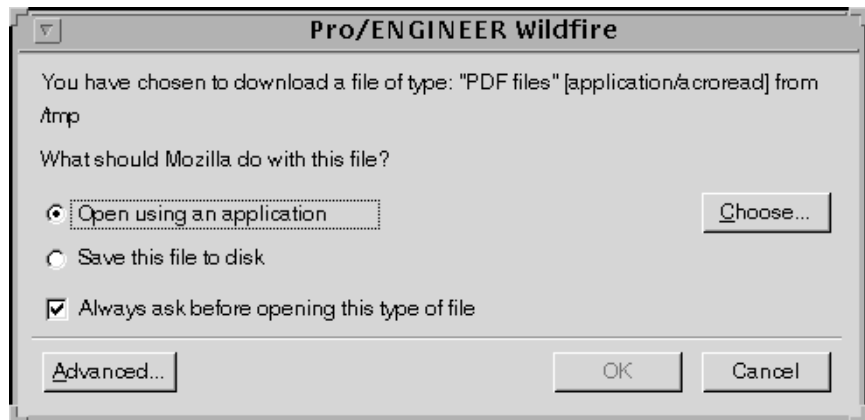 Pro/ENGINEER Wildfire
You have chosen to download a file of type: "PDF files" [application/acroread] from
/tmp
What should Mozilla do with this file?
Open using an application
Choose...
Save this file to disk
Always ask before opening this type of file
Advanced...
OK
Cancel